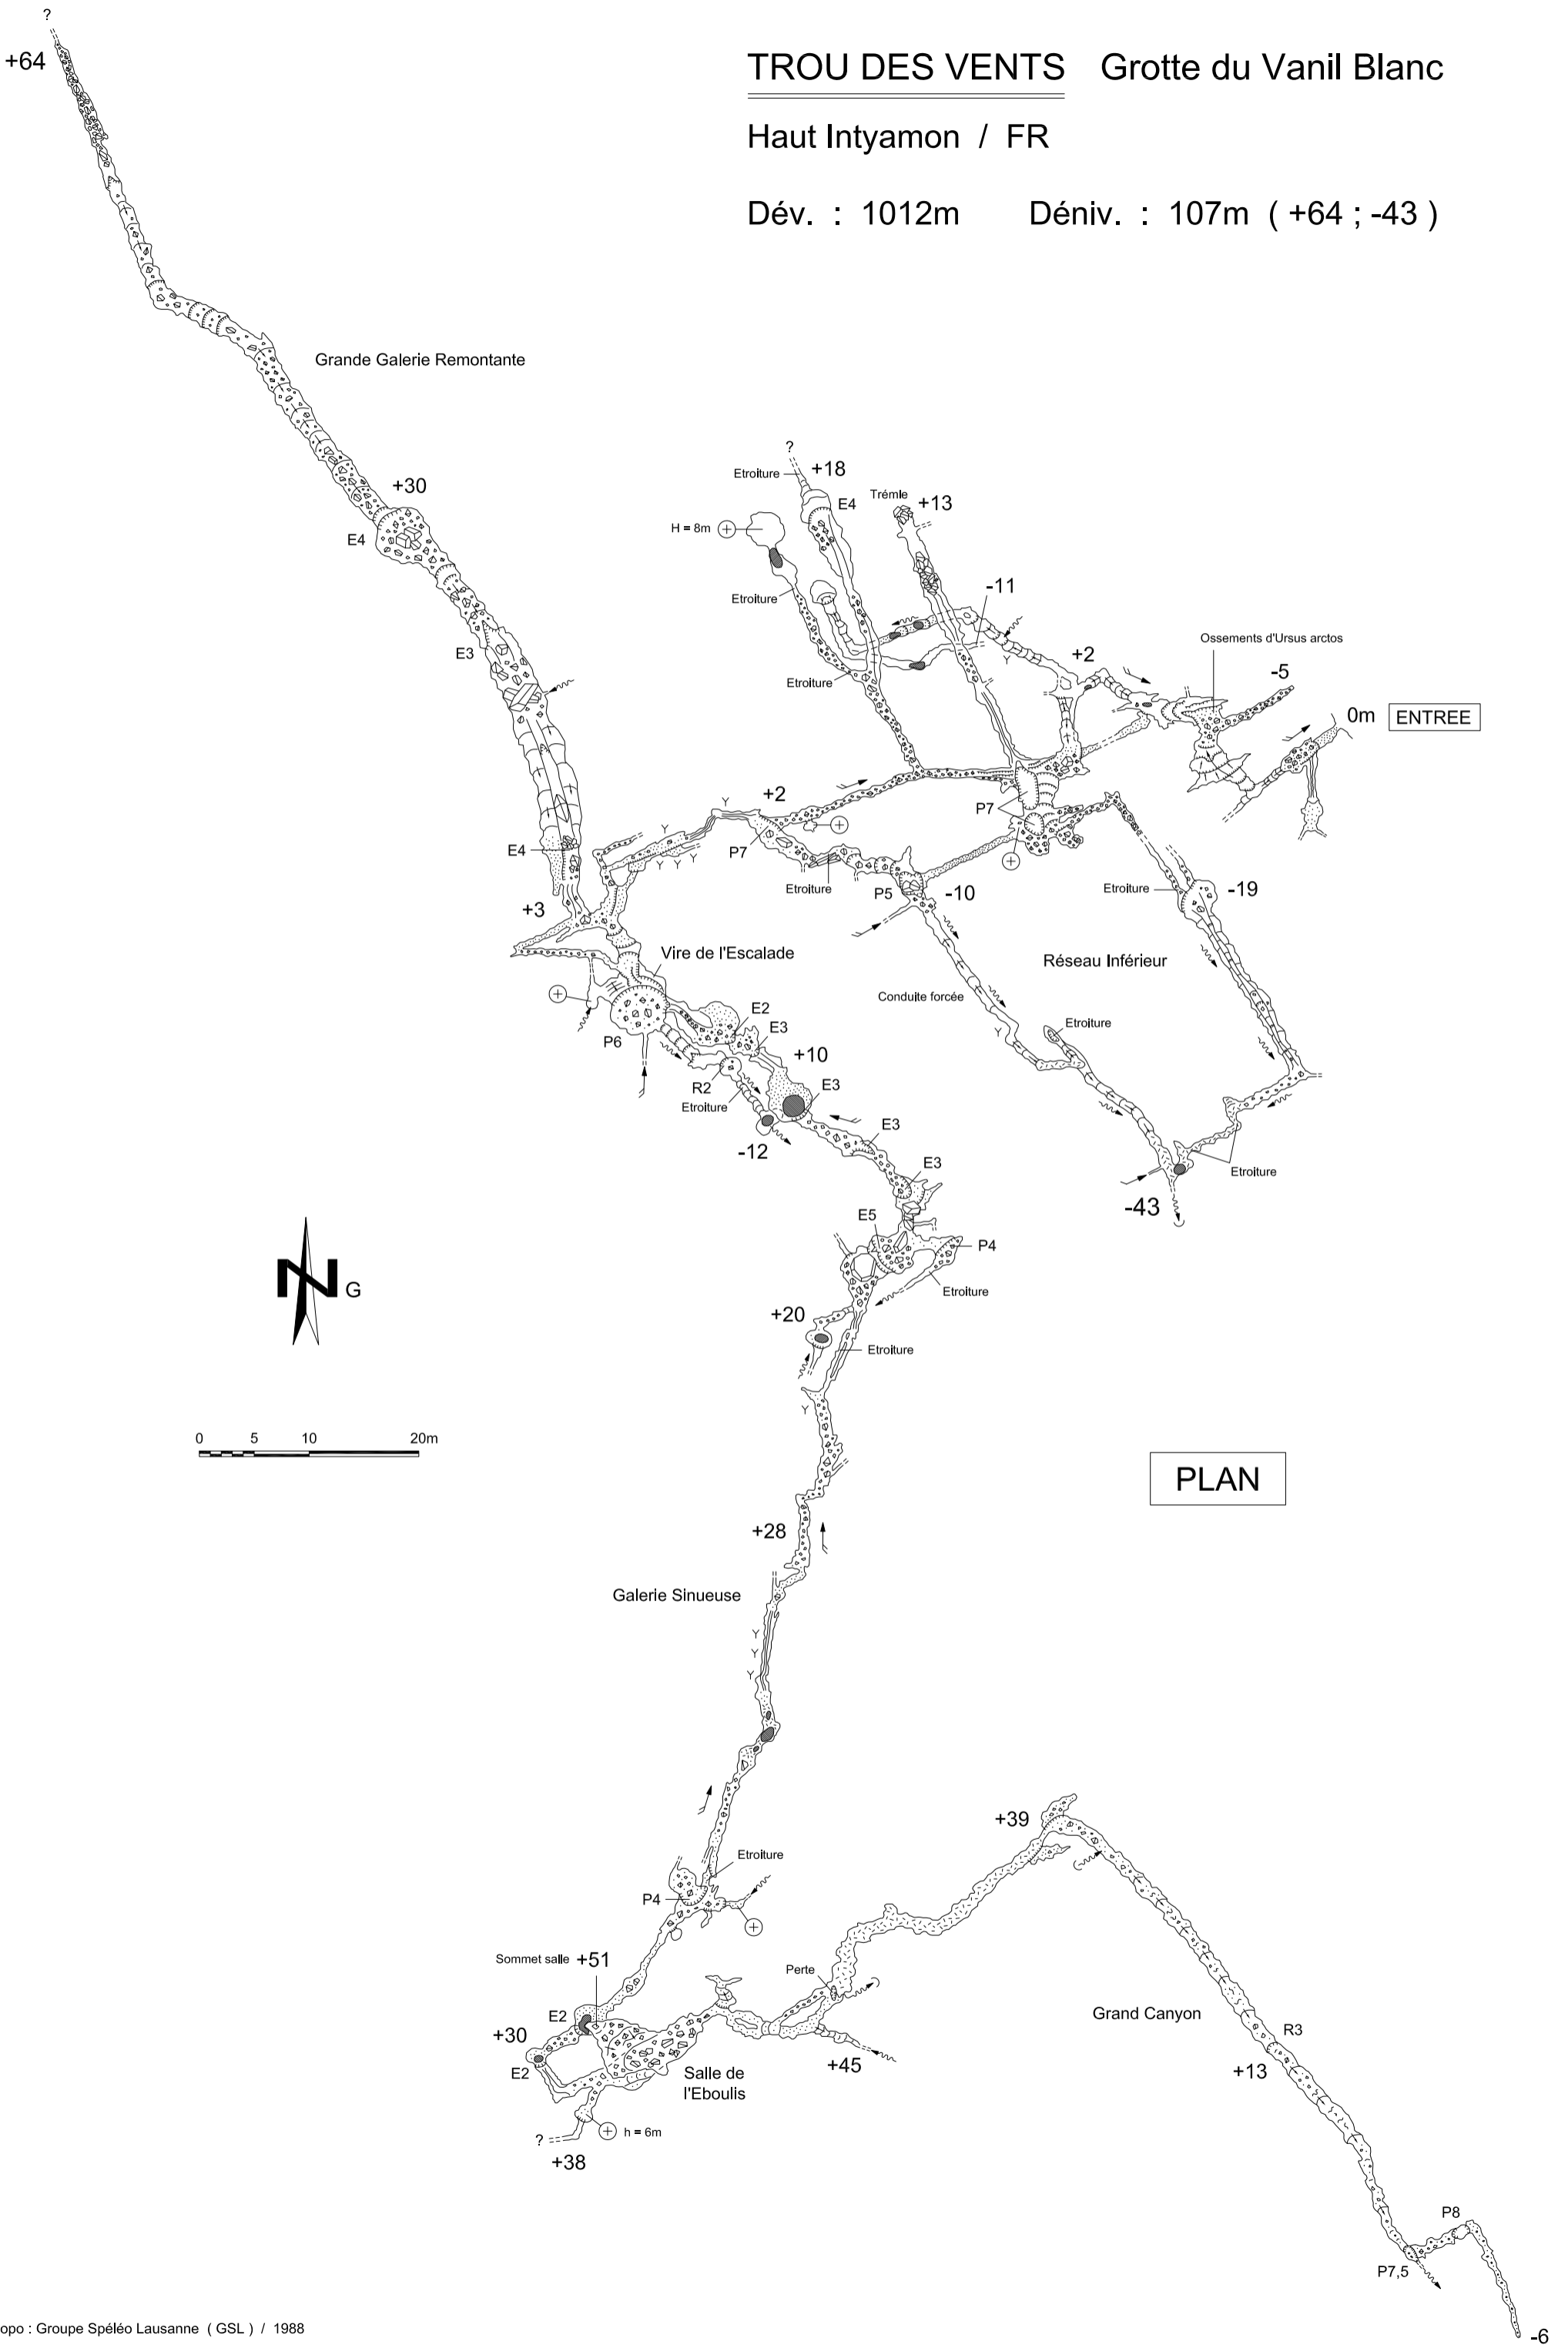 TROU DES VENTS Grotte du Vanil Blanc
Haut Intyamon / FR
Dév. : 1012m Déniv. : 107m ( +64 ; -43 )
?
+64
Grande Galerie Remontante
+30
E4
E3
E4
+3
?
Etroiture
+18
E4
Trémie
+13
H = 8m
Etroiture
-11
Etroiture
+2
Ossements d'Ursus arctos
-5
0m ENTREE
Y
+2
P7
Y
Y
Y Y Y
P7
Etroiture
P5
-10
Etroiture
-19
Vire de l'Escalade
Réseau Inférieur
Conduite forcée
Y
Etroiture
E2
E3
P6
+10
R2
E3
Etroiture
E3
-12
E3
Etroiture
-43
E5
P4
Etroiture
N G
+20
Etroiture
Y
0 5 10 20m
PLAN
+28
Galerie Sinueuse
Y
Y
Y
+39
Etroiture
P4
Sommet salle +51
Perte
E2
+30
E2
Grand Canyon
R3
+13
+45
Salle de
l'Eboulis
? h = 6m
+38
P8
P7,5
opo : Groupe Spéléo Lausanne ( GSL ) / 1988
-6